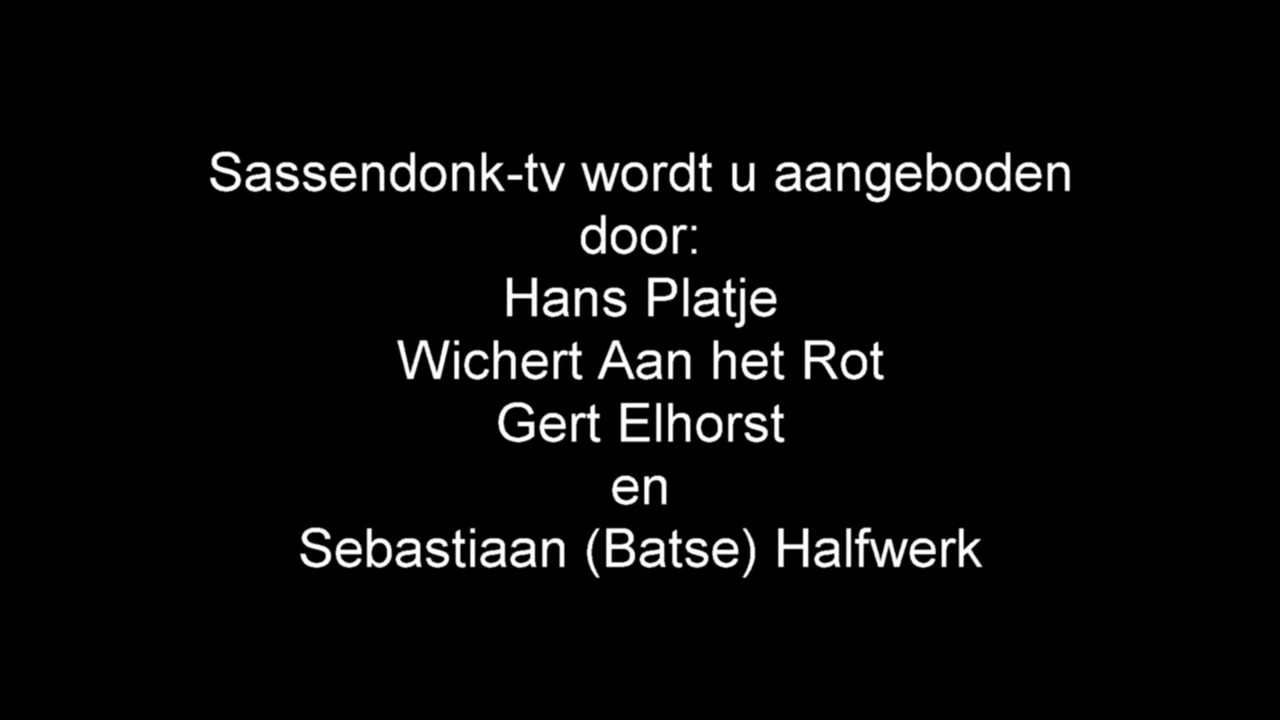 Sassendonk-tv wordt u aangeboden
door:
Hans Platje
Wichert Aan het Rot
Gert Elhorst
en
Sebastiaan (Batse) Halfwerk